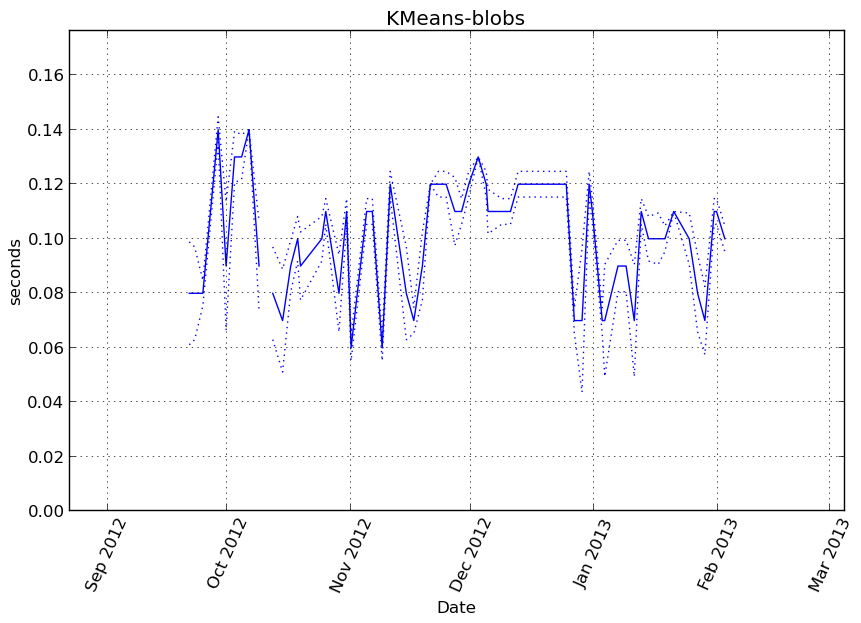 KMeans-blobs
0.16
0.14
0.12
0.10
0.08
0.06
0.04
0.02
0.00
seconds
Sep 2012
Oct 2012
Nov 2012
Dec 2012
Jan 2013
Feb 2013
Mar 2013
Date